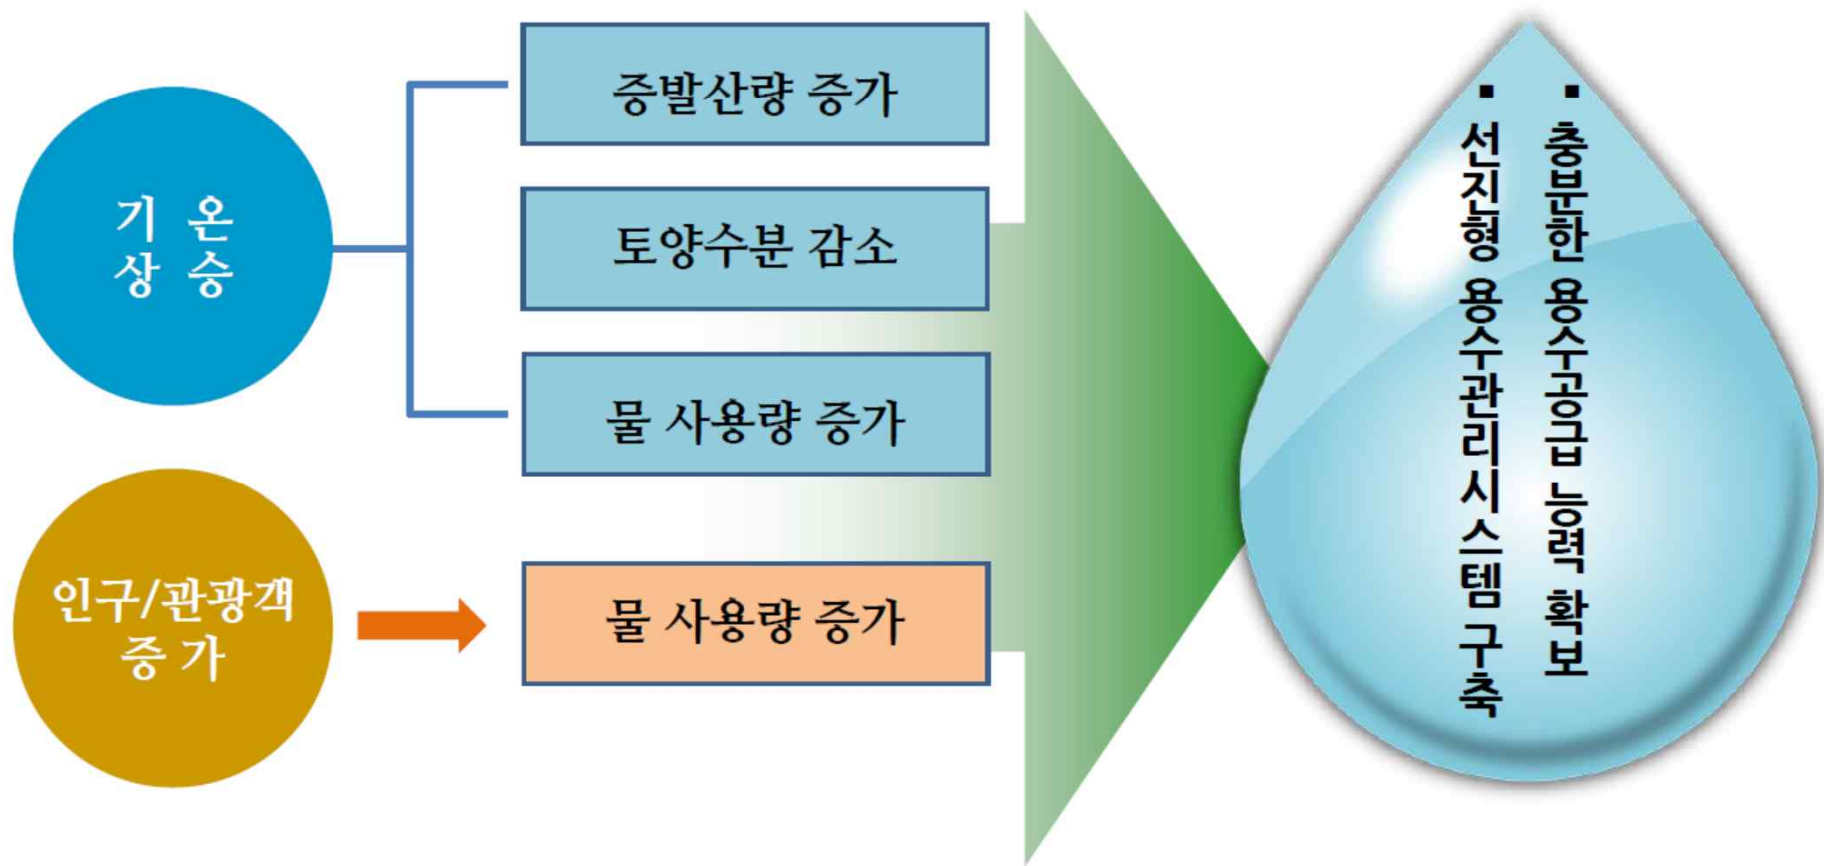 기 온
상 승
증발산량 증가
토양수분 감소
물 사용량 증가
인구/관광객
증 가
물 사용량 증가
▪ 충분한 용수공급 능력 확보
▪ 선진형 용수관리시스템 구축